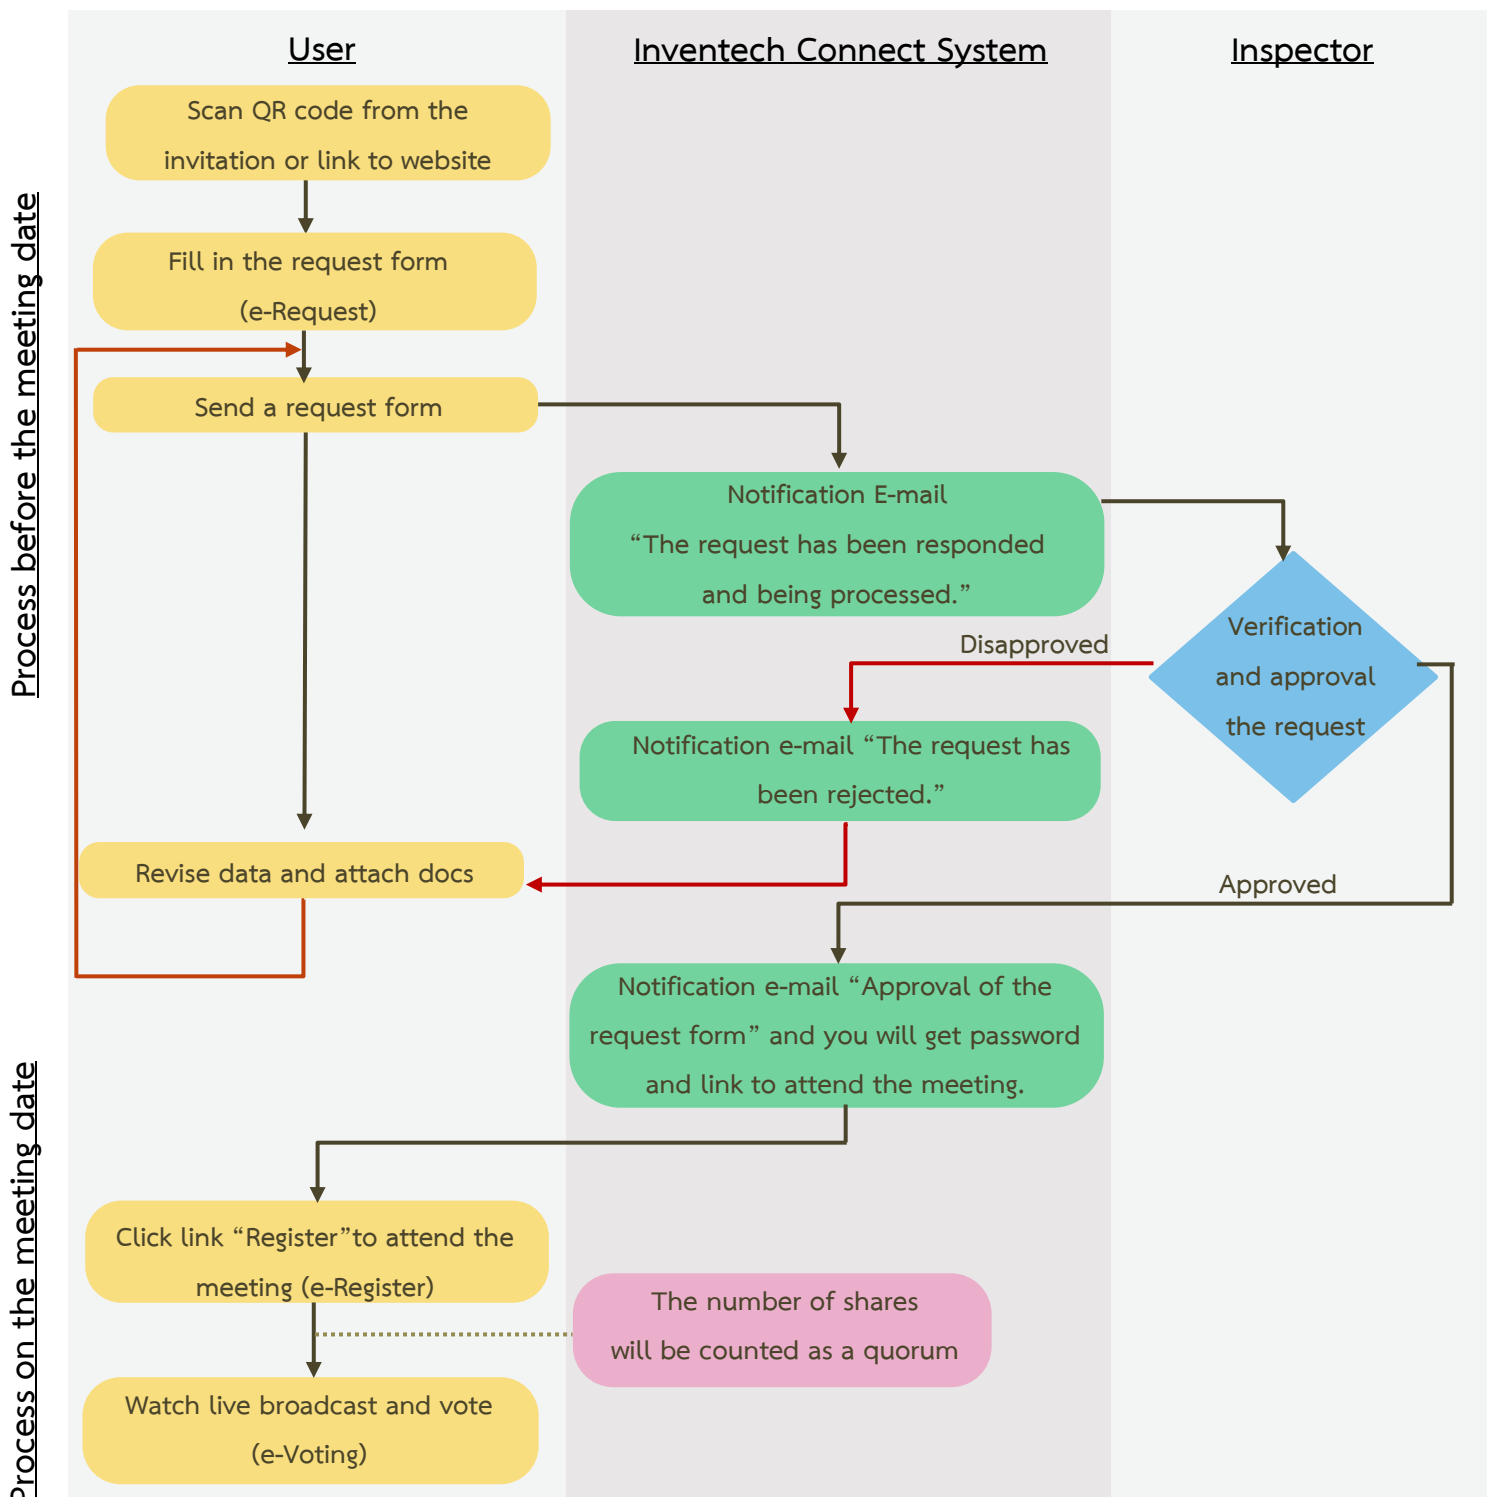 User
Inventech Connect System
Inspector
Process before the meeting date
Scan QR code from the
invitation or link to website
Fill in the request form
(e-Request)
Send a request form
Notification E-mail
“The request has been responded
and being processed.”
Verification
and approval
the request
Disapproved
Notification e-mail “The request has
been rejected.”
Revise data and attach docs
Approved
Notification e-mail “Approval of the
request form” and you will get password
and link to attend the meeting.
Process on the meeting date
Click link “Register”to attend the
meeting (e-Register)
The number of shares
will be counted as a quorum
Watch live broadcast and vote
(e-Voting)